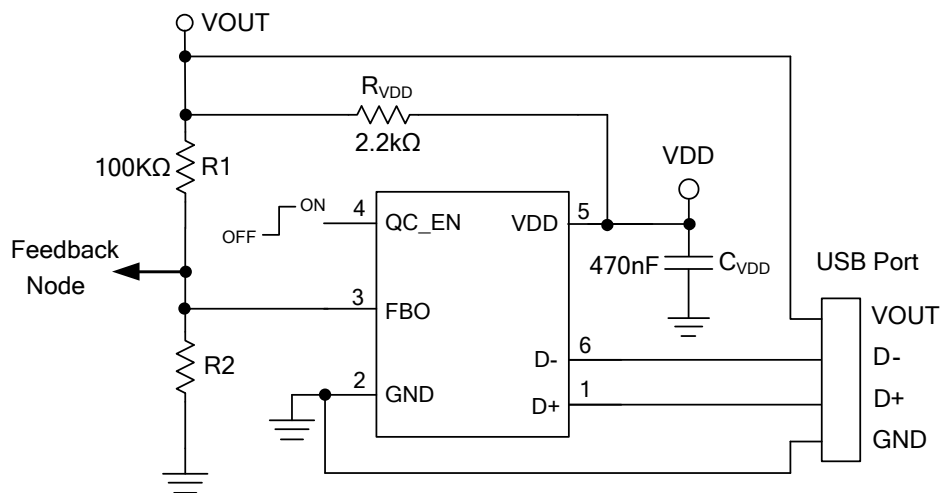 VOUT
RVDD
2.2kΩ
100KΩ R1
VDD
4 QC_EN
ON
OFF
VDD 5
470nF CVDD
USB Port
Feedback
Node
3 FBO
VOUT
R2
D- 6
D-
2 GND
D+ 1
D+
GND